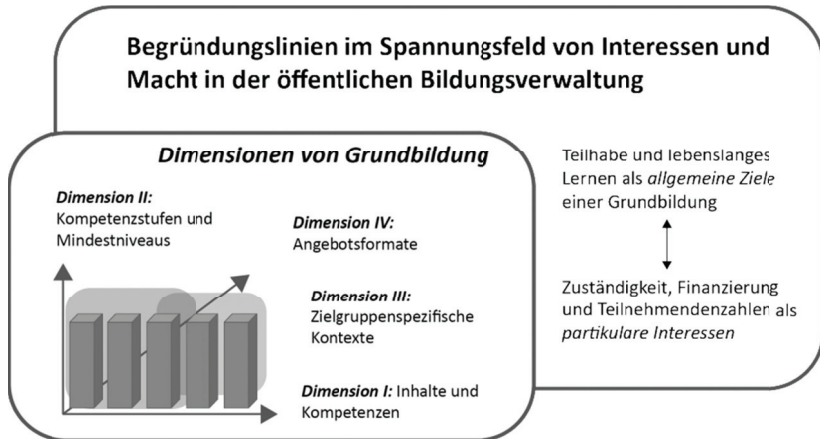 Begründungslinien im Spannungsfeld von Interessen und
Macht in der öffentlichen Bildungsverwaltung
Dimensionen von Grundbildung
Dimension II:
Kompetenzstufen und
Mindestniveaus
Dimension IV:
Angebotsformate
Dimension III:
Zielgruppenspezifische
Kontexte
Dimension I: Inhalte und
Kompetenzen
Teilhabe und lebenslanges
Lernen als allgemeine Ziele
einer Grundbildung
Zuständigkeit, Finanzierung
und Teilnehmendenzahlen als
partikulare Interessen